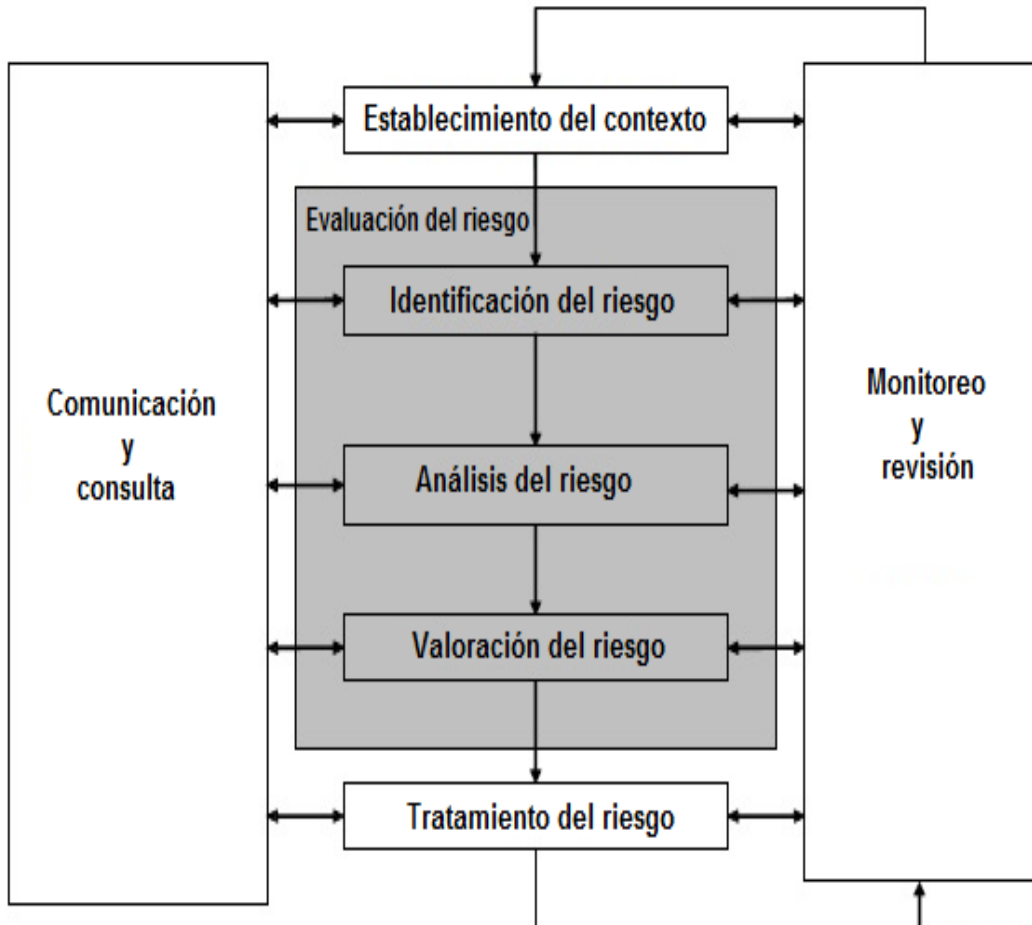 Establecimiento del contexto
Evaluación del riesgo
Identificación del riesgo
Comunicación
y
consulta
Análisis del riesgo
Monitoreo
y
revisión
Valoración del riesgo
Tratamiento del riesgo